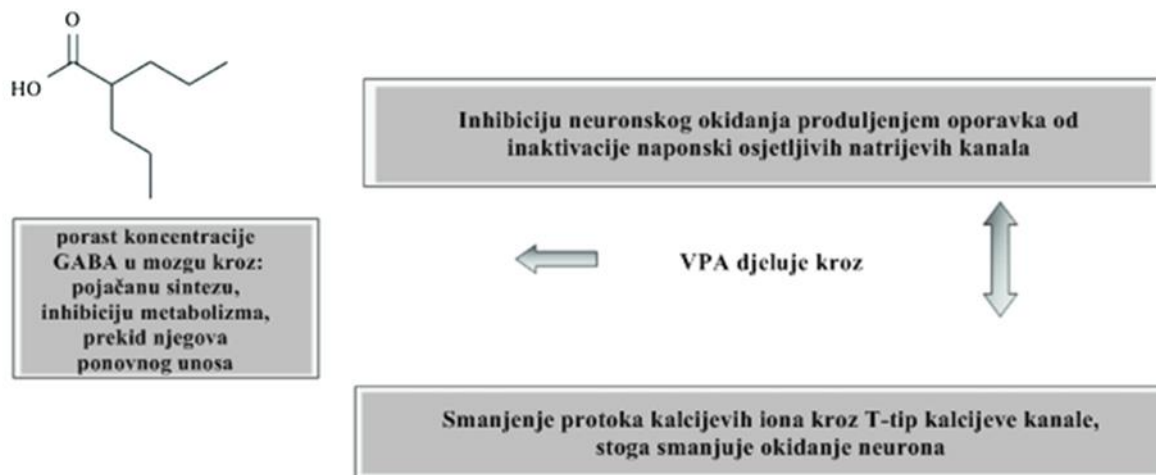 O
HO
Inhibiciju neuronskog okidanja produljenjem oporavka od
inaktivacije naponski osjetljivih natrijevih kanala
porast koncentracije
GABA u mozgu kroz:
pojačanu sintezu,
inhibiciju metabolizma,
prekid njegova
ponovnog unosa
VPA djeluje kroz
Smanjenje protoka kalcijevih iona kroz T-tip kalcijeve kanale,
stoga smanjuje okidanje neurona